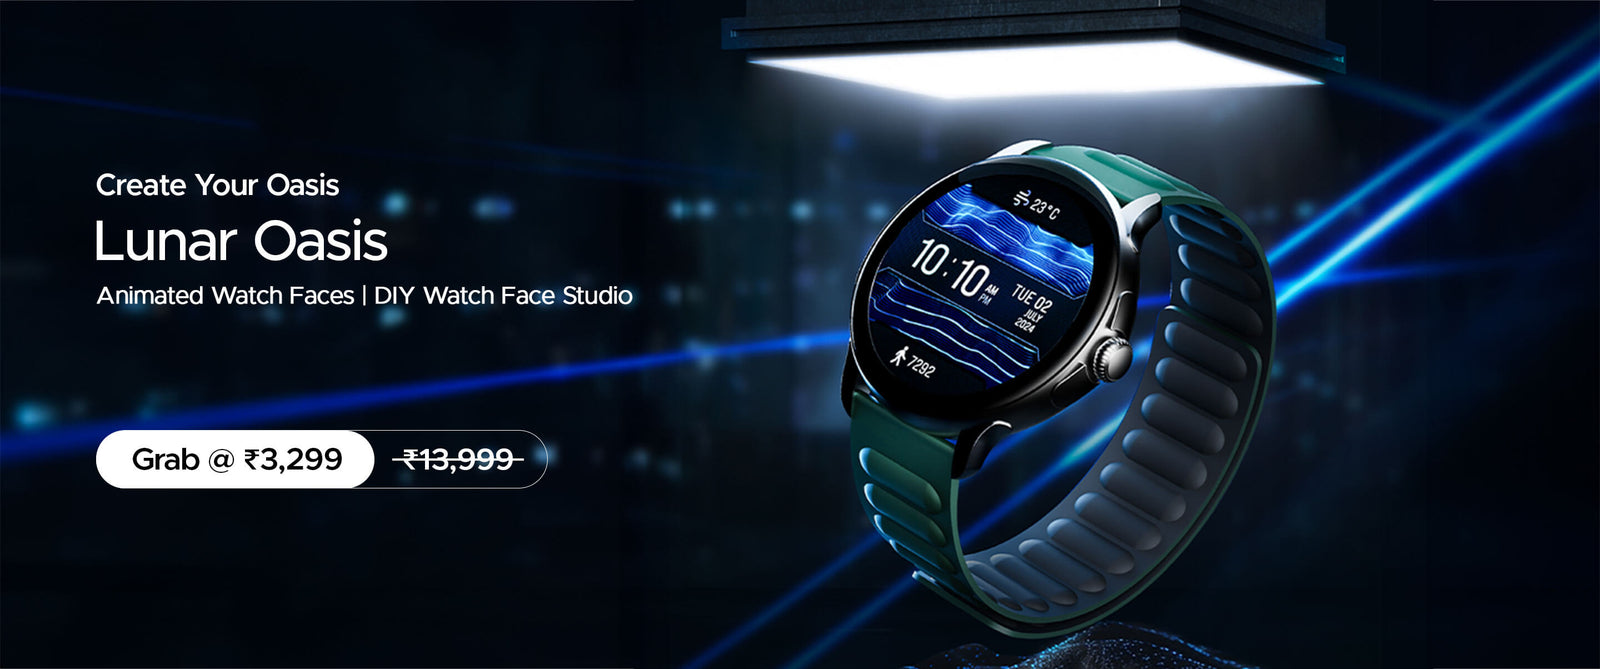 Create Your Oasis
Lunar Oasis
Animated Watch Faces | DIY Watch Face Studio
Grab @ ₹3,299 ₹13,999
23°C
10:10 AM
PM
TUE 02
JULY
2024
7292